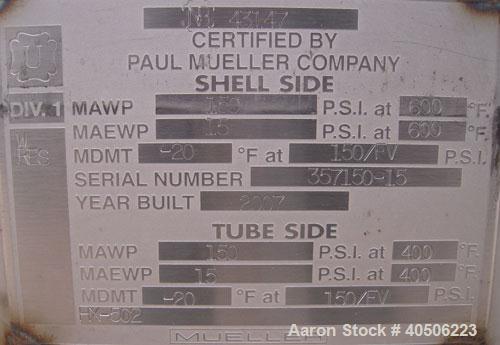 43147
CERTIFIED BY
PAUL MUELLER COMPANY
U
SHELL SIDE
DIV. 1
MAWP 150 P.S.I. at 600 °F.
MAEWP 15 P.S.I. at 600 °F.
W
RES
MDMT -20 °F at 150/FV P.S.I.
SERIAL NUMBER 357150-15
YEAR BUILT 2007
TUBE SIDE
MAWP 150 P.S.I. at 400 °F.
MAEWP 15 P.S.I. at 400 °F.
MDMT -20 °F at 150/FV P.S.I.
HX-502
MUELLER
Aaron Stock # 40506223